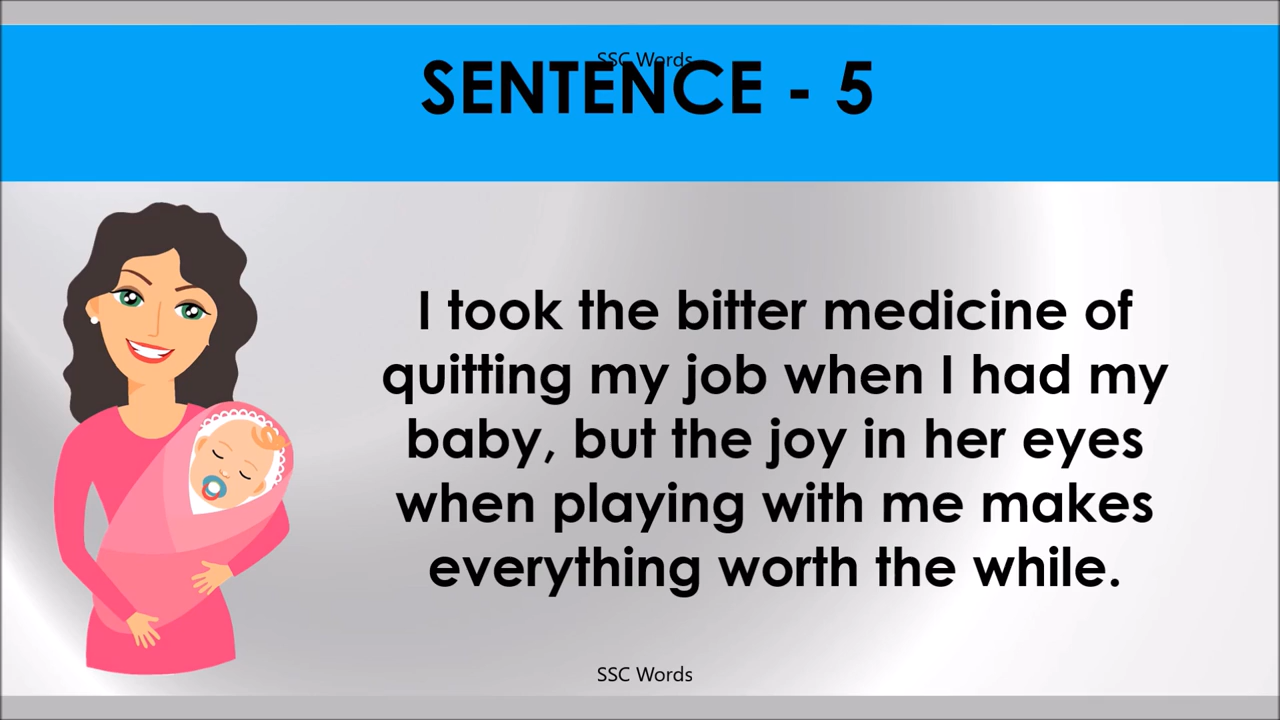 SSC Words
SENTENCE - 5
I took the bitter medicine of
quitting my job when I had my
baby, but the joy in her eyes
when playing with me makes
everything worth the while.
SSC Words